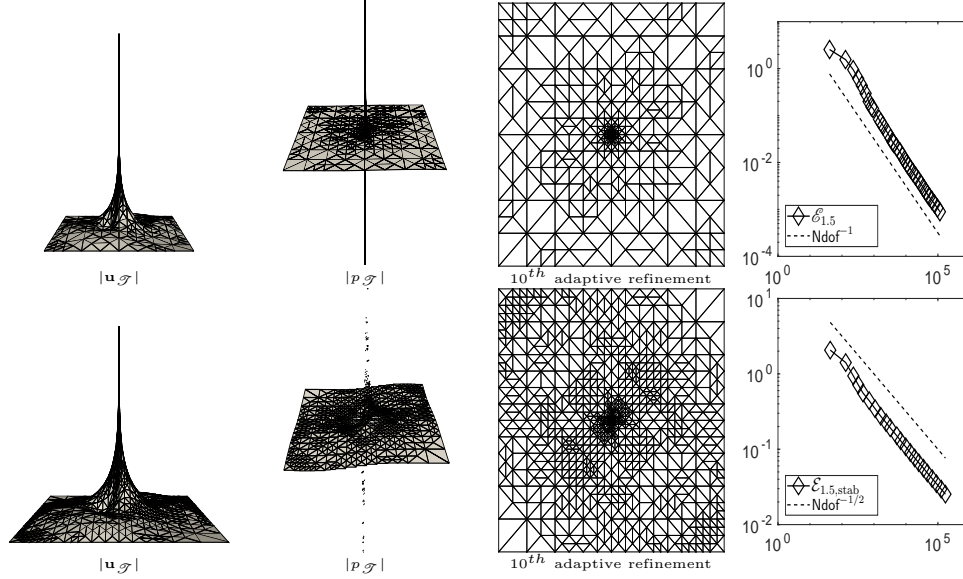 10^0
10^-2
10^-4
ℰ_1.5
Ndof^-1
10^0
10^5
|u_𝒯|
|p_𝒯|
10^th adaptive refinement
10^1
10^0
10^-1
10^-2
ℰ_1.5,stab
Ndof^-1/2
10^0
10^5
|u_𝒯|
|p_𝒯|
10^th adaptive refinement